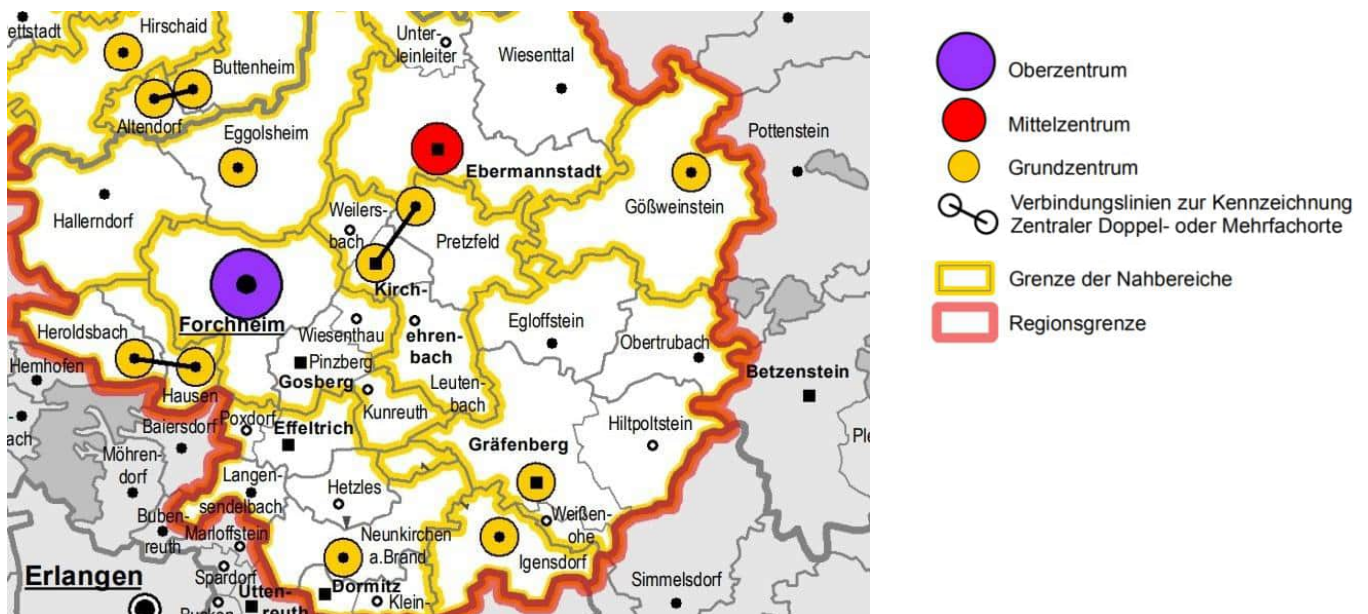 ettstadt
Hirschaid
Unter-
leinleiter
Wiesenttal
Buttenheim
Altendorf
Eggolsheim
Pottenstein
Ebermannstadt
Hallerndorf
Weilers-
bach
Pretzfeld
Gößweinstein
Kirch-
ehrenbach
Forchheim
Wiesenthau
Heroldsbach
Egloffstein
Obertrubach
Hemhofen
Pinzberg
Gosberg
Betzenstein
Hausen
Leuten-
bach
Kunreuth
ach
Baiersdorf
Poxdorf
Effeltrich
Hiltpoltstein
Ple
Möhren-
dorf
Gräfenberg
Langen-
sendelbach
Hetzles
Buben-
reuth
Marloffstein
Neunkirchen
a.Brand
Weißen-
ohe
Igensdorf
Erlangen
Spardorf
Dormitz
Simmelsdorf
Utten-
reuth
Klein-
Bucken
Oberzentrum
Mittelzentrum
Grundzentrum
Verbindungslinien zur Kennzeichnung
Zentraler Doppel- oder Mehrfachorte
Grenze der Nahbereiche
Regionsgrenze